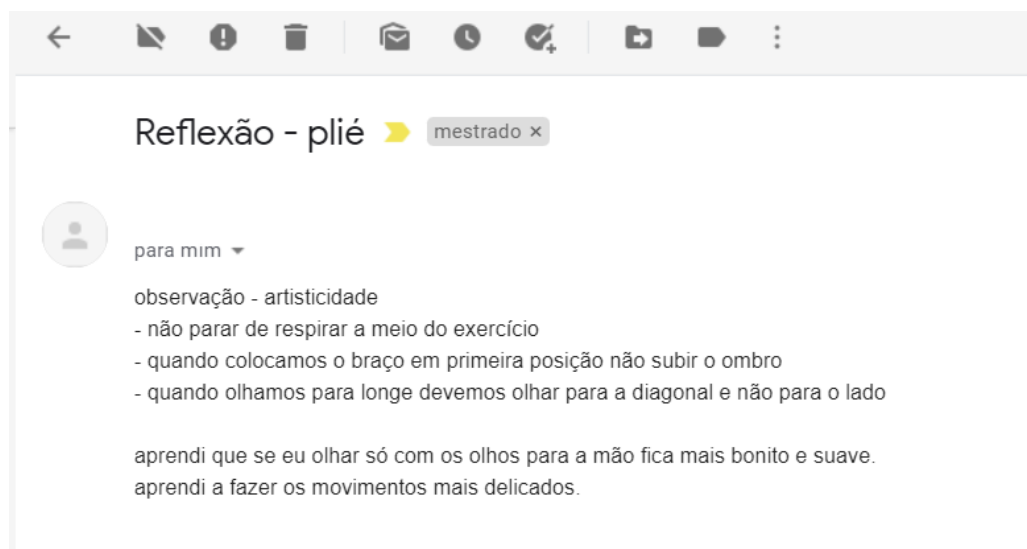 Reflexão - plié mestrado ×
para mim
observação - artisticidade
- não parar de respirar a meio do exercício
- quando colocamos o braço em primeira posição não subir o ombro
- quando olhamos para longe devemos olhar para a diagonal e não para o lado
aprendi que se eu olhar só com os olhos para a mão fica mais bonito e suave.
aprendi a fazer os movimentos mais delicados.